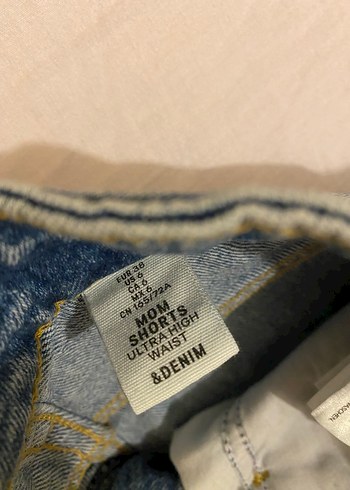 EUR 38
US 6
CA 6
MX 6
CN 165/72A
MOM
SHORTS
ULTRA HIGH
WAIST
&DENIM